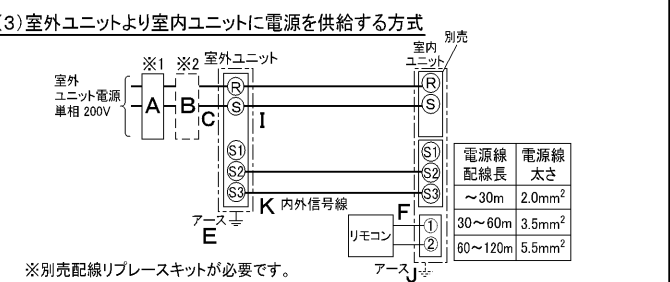 (3)室外ユニットより室内ユニットに電源を供給する方式
別売
※1 ※2 室外ユニット
室内
ユニット
室外
ユニット電源
単相 200V
A B C I
R R
S S
S1 S1
S2 S2
S3 S3
K 内外信号線
F
アース
E
リモコン
1
2
アース J
電源線
配線長
電源線
太さ
～30m 2.0mm²
30～60m 3.5mm²
60～120m 5.5mm²
※別売配線リプレースキットが必要です。